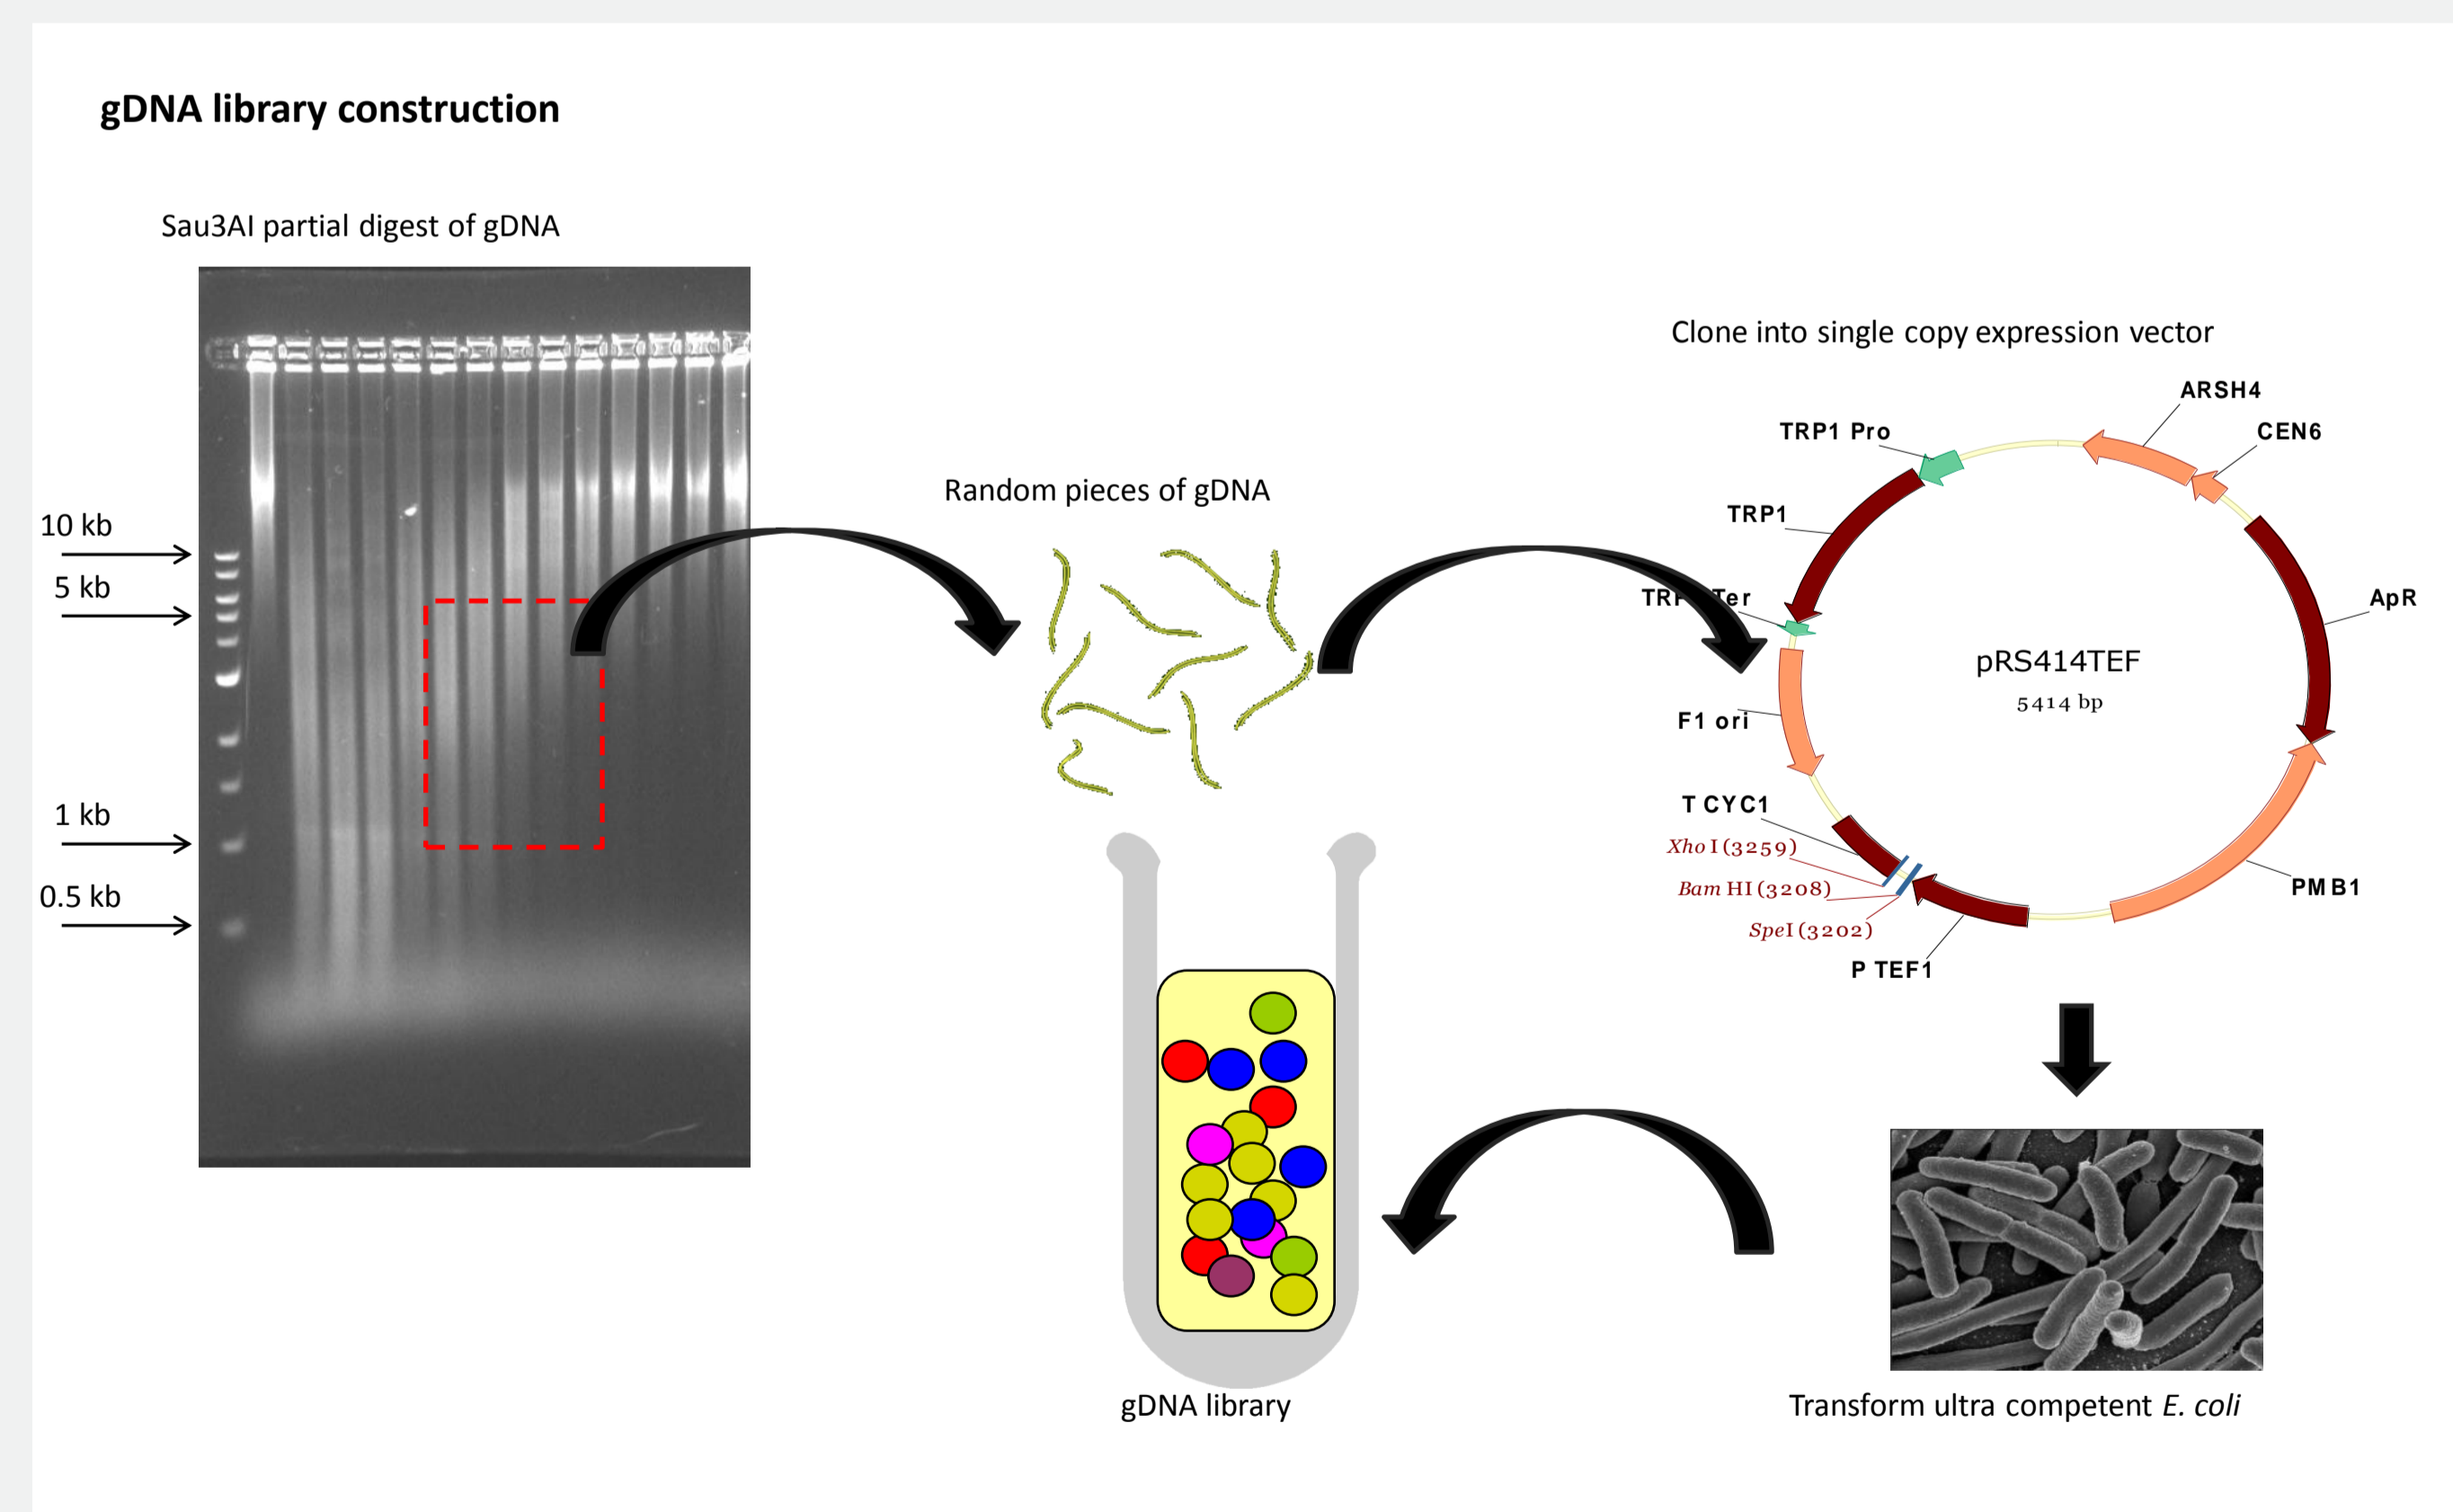 gDNA library construction
Sau3AI partial digest of gDNA
10 kb
5 kb
1 kb
0.5 kb
Random pieces of gDNA
Clone into single copy expression vector
ARSH4
CEN6
TRP1 Pro
TRP1
Ter
ApR
pRS414TEF
5414 bp
F1 ori
T CYC1
Xho I (3259)
Bam HI (3208)
SpeI (3202)
P TEF1
PMB1
gDNA library
Transform ultra competent E. coli